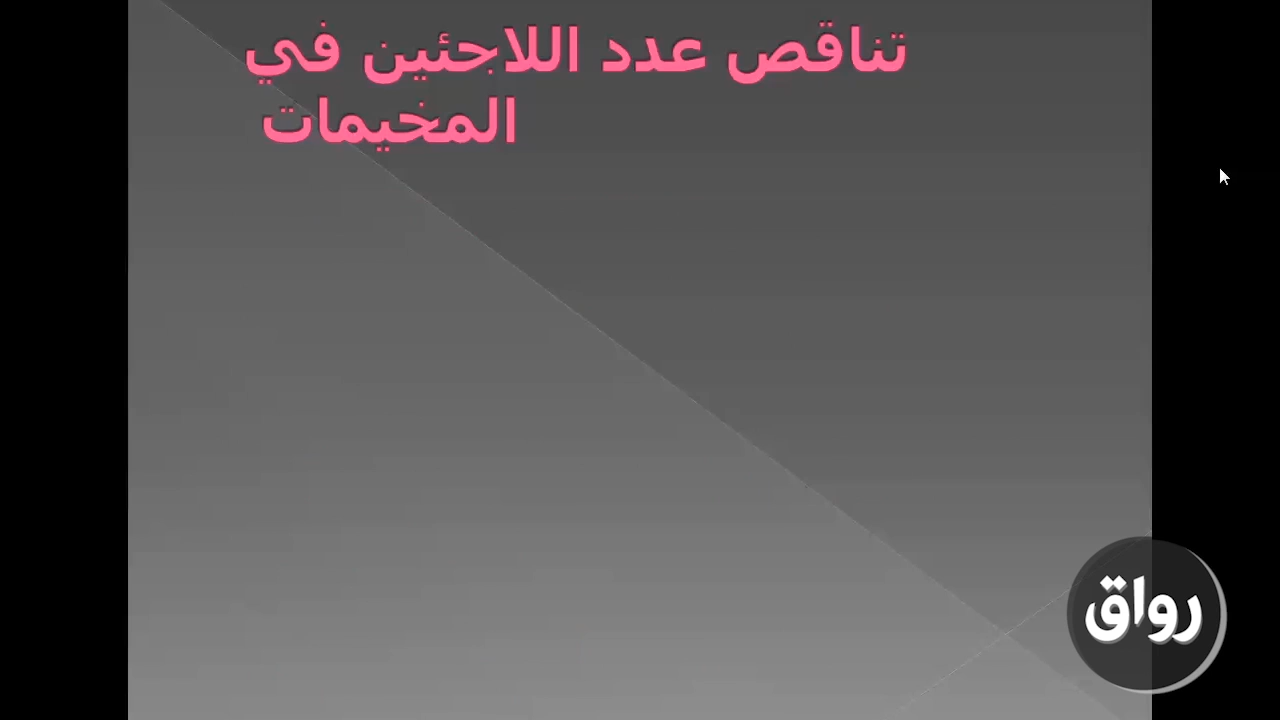 تناقص عدد اللاجئين في
المخيمات
رواق